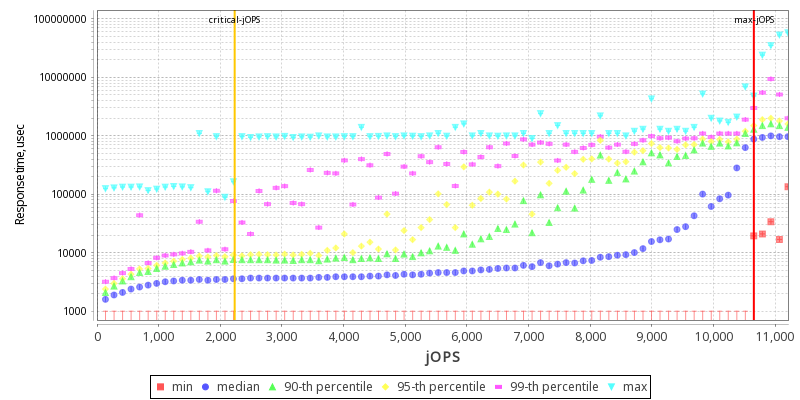 critical-jOPS max-jOPS
100000000
10000000
1000000
100000
10000
1000
Response time, usec
0 1,000 2,000 3,000 4,000 5,000 6,000 7,000 8,000 9,000 10,000 11,000
jOPS
min median 90-th percentile 95-th percentile 99-th percentile max